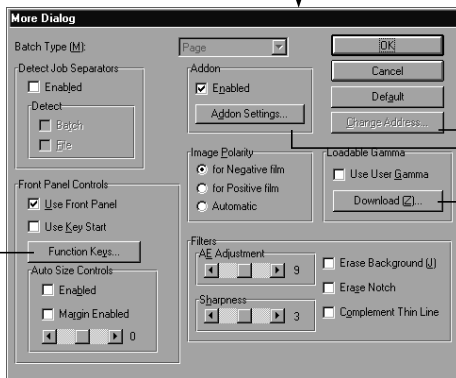 More Dialog
Batch Type (M):
Page
OK
Cancel
Default
Change Address...
Detect Job Separators
Enabled
Detect
Batch
File
Addon
Enabled
Addon Settings...
Image Polarity
for Negative film
for Positive film
Automatic
Loadable Gamma
Use User Gamma
Download (Z)...
Front Panel Controls
Use Front Panel
Use Key Start
Function Keys...
Auto Size Controls
Enabled
Margin Enabled
0
Filters
AE Adjustment
9
Sharpness
3
Erase Background (J)
Erase Notch
Complement Thin Line